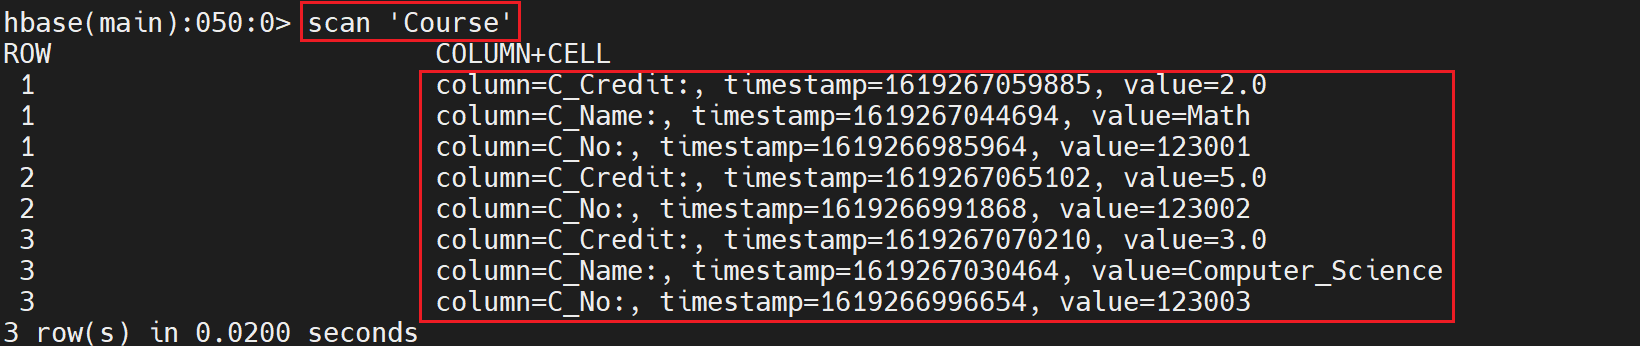 hbase(main):050:0> scan 'Course'
ROW COLUMN+CELL
1 column=C_Credit:, timestamp=1619267059885, value=2.0
1 column=C_Name:, timestamp=1619267044694, value=Math
1 column=C_No:, timestamp=1619266985964, value=123001
2 column=C_Credit:, timestamp=1619267065102, value=5.0
2 column=C_No:, timestamp=1619266991868, value=123002
3 column=C_Credit:, timestamp=1619267070210, value=3.0
3 column=C_Name:, timestamp=1619267030464, value=Computer_Science
3 column=C_No:, timestamp=1619266996654, value=123003
3 row(s) in 0.0200 seconds